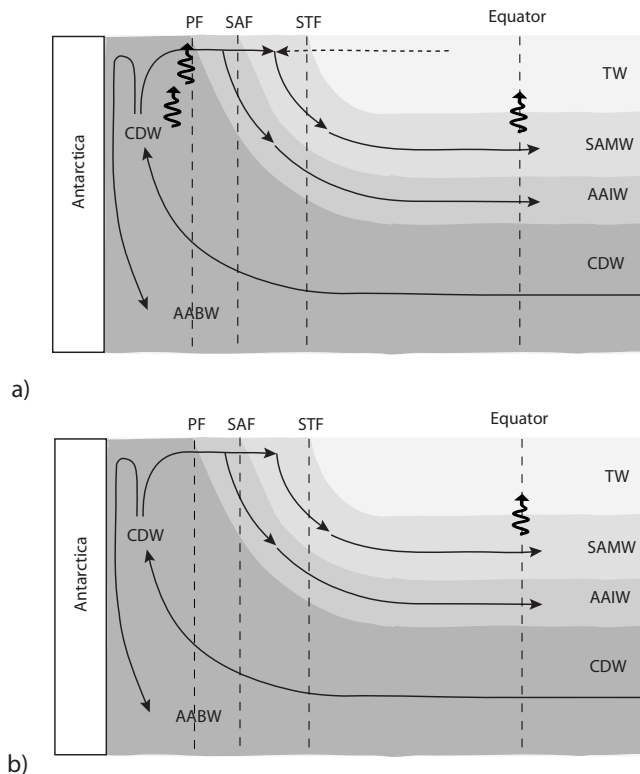 PF SAF STF Equator
TW
CDW
SAMW
Antarctica
AAIW
CDW
AABW
a)
PF SAF STF Equator
TW
CDW
SAMW
Antarctica
AAIW
CDW
AABW
b)